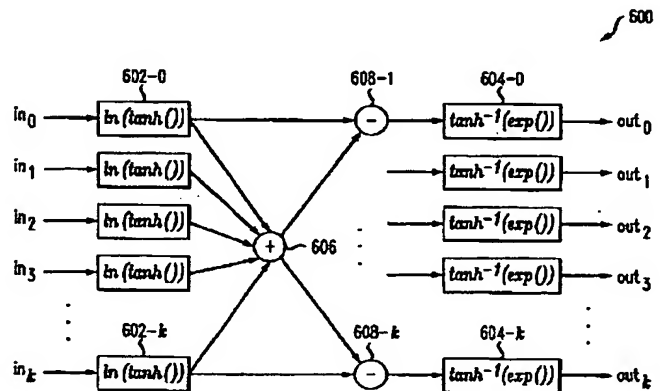 600
602-0 608-1 604-0
in0 ln(tanh()) - tanh-1(exp()) out0
in1 ln(tanh()) tanh-1(exp()) out1
in2 ln(tanh()) tanh-1(exp()) out2
+ 606
in3 ln(tanh()) tanh-1(exp()) out3
602-k 608-k 604-k
ink ln(tanh()) - tanh-1(exp()) outk